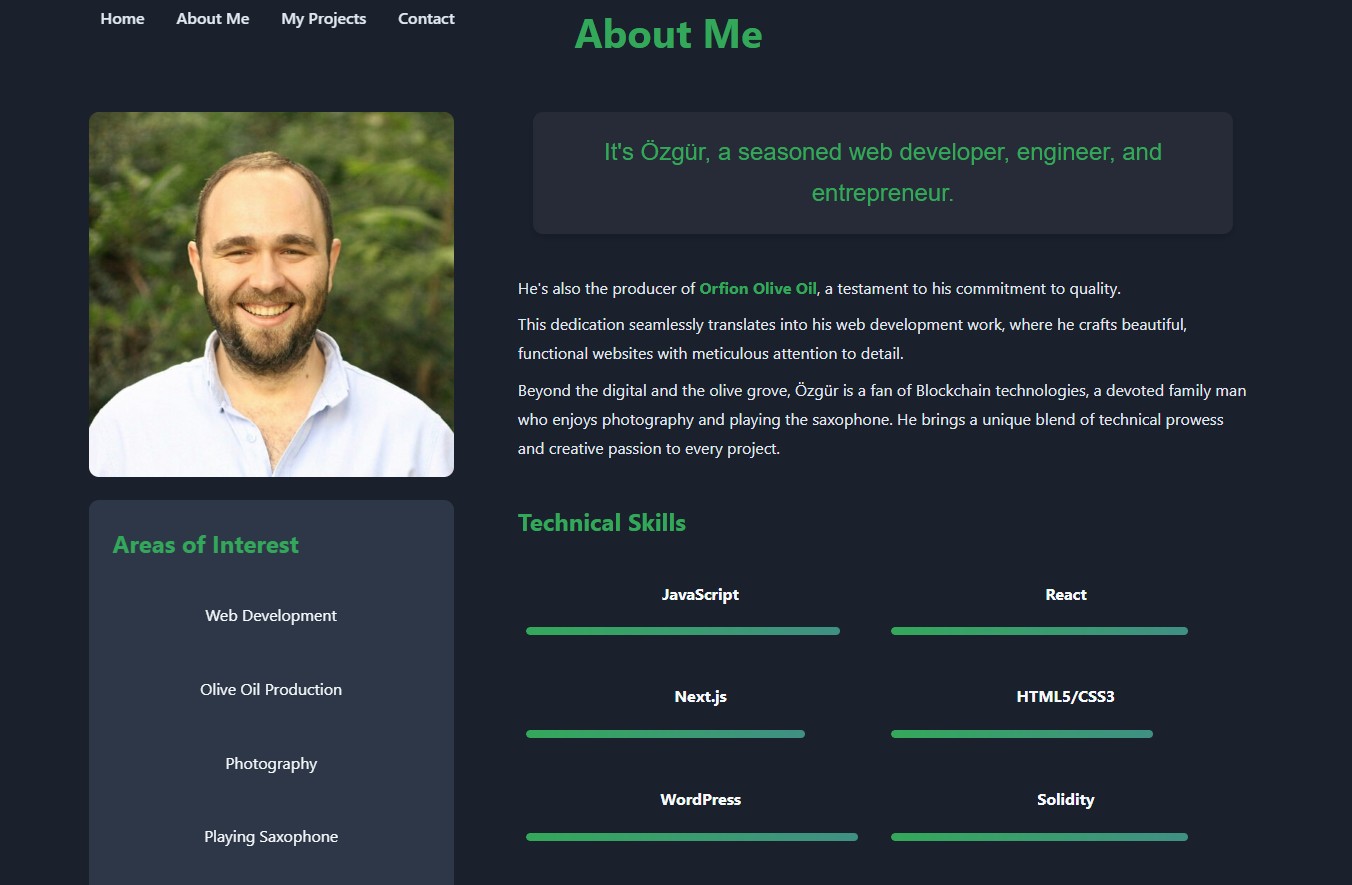 Home About Me My Projects Contact
About Me
It's Özgür, a seasoned web developer, engineer, and
entrepreneur.
He's also the producer of Orfion Olive Oil, a testament to his commitment to quality.
This dedication seamlessly translates into his web development work, where he crafts beautiful,
functional websites with meticulous attention to detail.
Beyond the digital and the olive grove, Özgür is a fan of Blockchain technologies, a devoted family man
who enjoys photography and playing the saxophone. He brings a unique blend of technical prowess
and creative passion to every project.
Areas of Interest
Web Development
Olive Oil Production
Photography
Playing Saxophone
Technical Skills
JavaScript React
Next.js HTML5/CSS3
WordPress Solidity